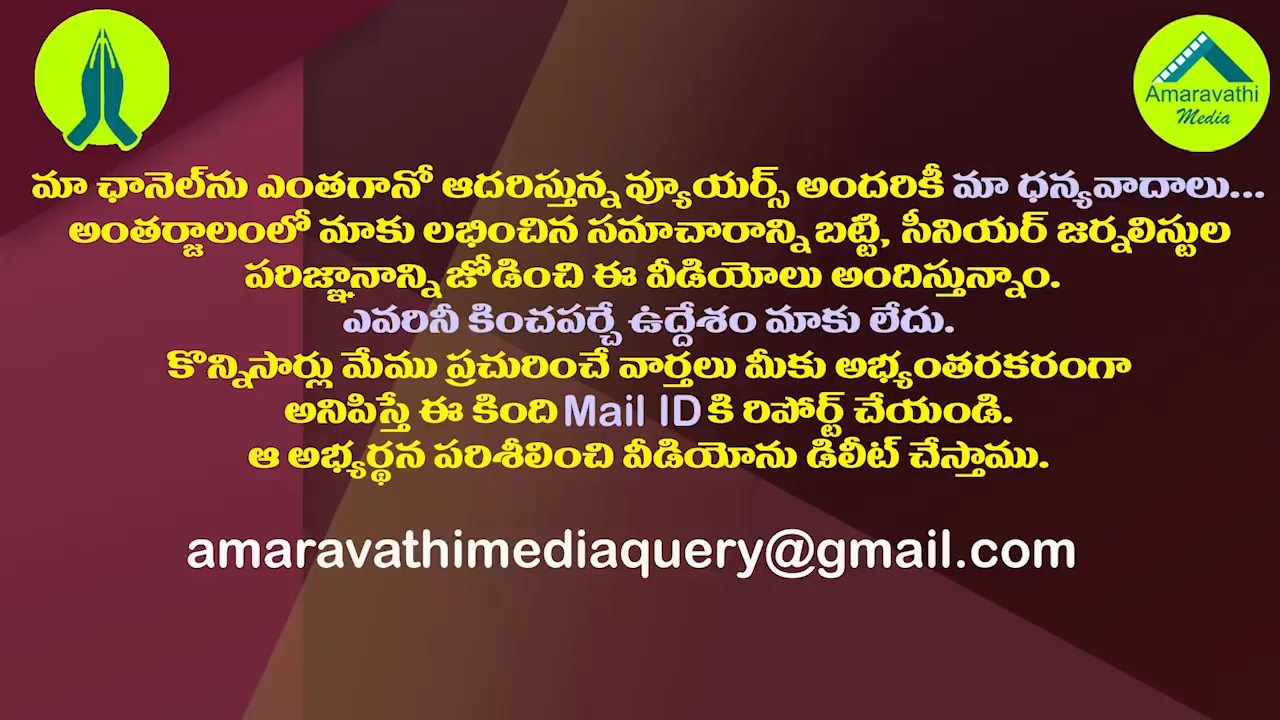 Amaravathi
Media
మా ఛానెల్‌ను ఎంతగానో ఆదరిస్తున్న వ్యూయర్స్ అందరికీ మా ధన్యవాదాలు...
అంతర్జాలంలో మాకు లభించిన సమాచారాన్ని బట్టి, సీనియర్ జర్నలిస్టుల
పరిజ్ఞానాన్ని జోడించి ఈ వీడియోలు అందిస్తున్నాం.
ఎవరినీ కించపర్చే ఉద్దేశం మాకు లేదు.
కొన్నిసార్లు మేము ప్రచురించే వార్తలు మీకు అభ్యంతరకరంగా
అనిపిస్తే ఈ కింది Mail ID కి రిపోర్ట్ చేయండి.
ఆ అభ్యర్థన పరిశీలించి వీడియోను డిలీట్ చేస్తాము.
amaravathimediaquery@gmail.com